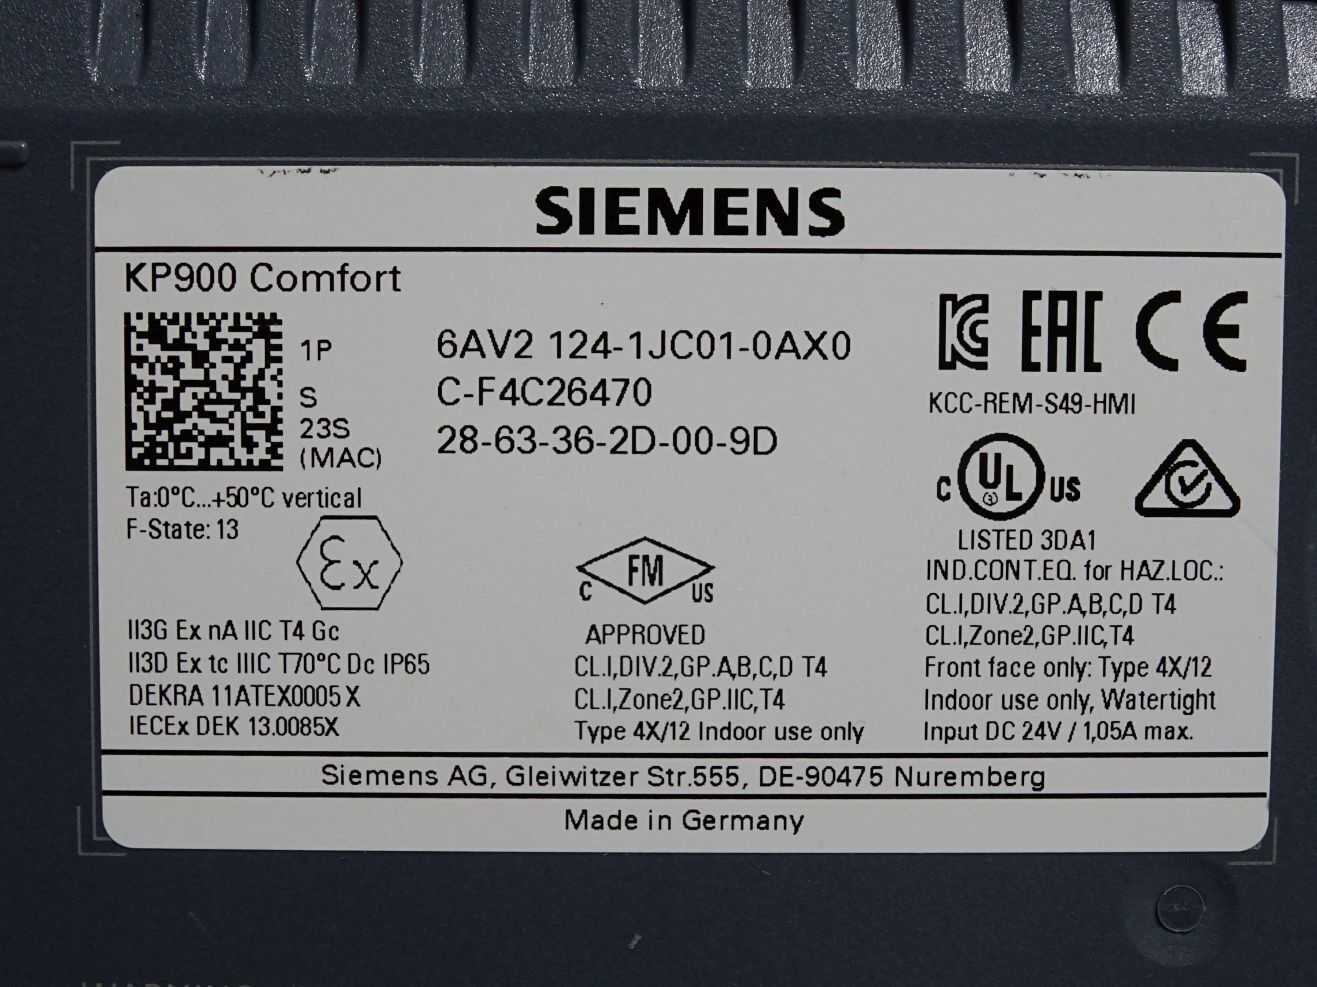 SIEMENS
KP900 Comfort
1P 6AV2 124-1JC01-0AX0
S C-F4C26470
23S 28-63-36-2D-00-9D
(MAC)
Ta:0°C...+50°C vertical
F-State: 13
Ex
II3G Ex nA IIC T4 Gc
II3D Ex tc IIIC T70°C Dc IP65
DEKRA 11ATEX0005 X
IECEx DEK 13.0085X
C FM US
APPROVED
CL.I,DIV.2,GP.A,B,C,D T4
CL.I,Zone2,GP.IIC,T4
Type 4X/12 Indoor use only
KC EAC CE
KCC-REM-S49-HMI
C UL US
LISTED 3DA1
IND.CONT.EQ. for HAZ.LOC.:
CL.I,DIV.2,GP.A,B,C,D T4
CL.I,Zone2,GP.IIC,T4
Front face only: Type 4X/12
Indoor use only, Watertight
Input DC 24V / 1,05A max.
Siemens AG, Gleiwitzer Str.555, DE-90475 Nuremberg
Made in Germany